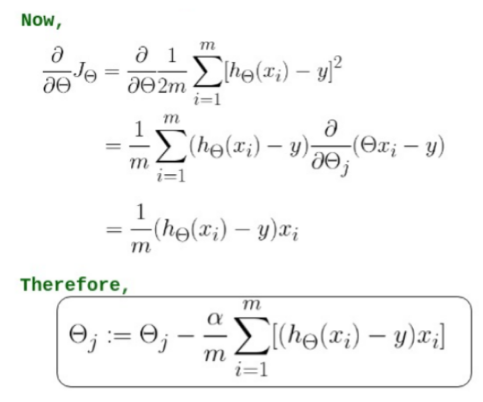 Now,
∂/∂Θ J_Θ = ∂/∂Θ 1/2m ∑_{i=1}^{m} [h_Θ(x_i) − y]^2
= 1/m ∑_{i=1}^{m} (h_Θ(x_i) − y) ∂/∂Θ_j (Θx_i − y)
= 1/m (h_Θ(x_i) − y)x_i
Therefore,
Θ_j := Θ_j − α/m ∑_{i=1}^{m} [(h_Θ(x_i) − y)x_i]